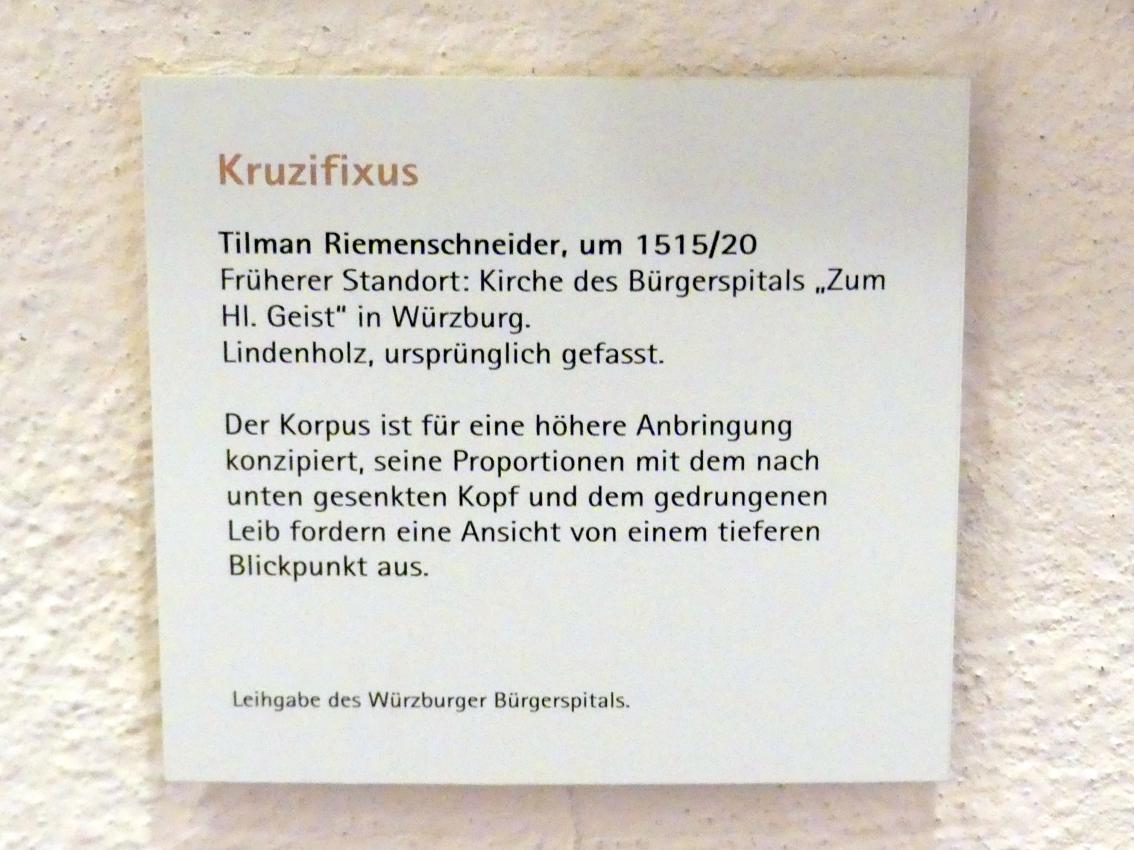 Kruzifixus
Tilman Riemenschneider, um 1515/20
Früherer Standort: Kirche des Bürgerspitals „Zum
Hl. Geist" in Würzburg.
Lindenholz, ursprünglich gefasst.
Der Korpus ist für eine höhere Anbringung
konzipiert, seine Proportionen mit dem nach
unten gesenkten Kopf und dem gedrungenen
Leib fordern eine Ansicht von einem tieferen
Blickpunkt aus.
Leihgabe des Würzburger Bürgerspitals.